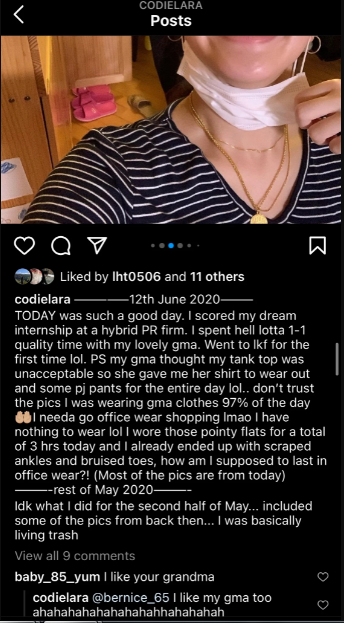 CODIELARA
Posts
Liked by lht0506 and 11 others
codielara —————12th June 2020———
TODAY was such a good day. I scored my dream
internship at a hybrid PR firm. I spent hell lotta 1-1
quality time with my lovely gma. Went to lkf for the
first time lol. PS my gma thought my tank top was
unacceptable so she gave me her shirt to wear out
and some pj pants for the entire day lol.. don't trust
the pics I was wearing gma clothes 97% of the day
🤲🏼I needa go office wear shopping lmao I have
nothing to wear lol I wore those pointy flats for a total
of 3 hrs today and I already ended up with scraped
ankles and bruised toes, how am I supposed to last in
office wear?! (Most of the pics are from today)
———-rest of May 2020———-
Idk what I did for the second half of May... included
some of the pics from back then... I was basically
living trash
View all 9 comments
baby_85_yum I like your grandma
codielara @bernice_65 I like my gma too
ahahahahahahahahahhahahahah